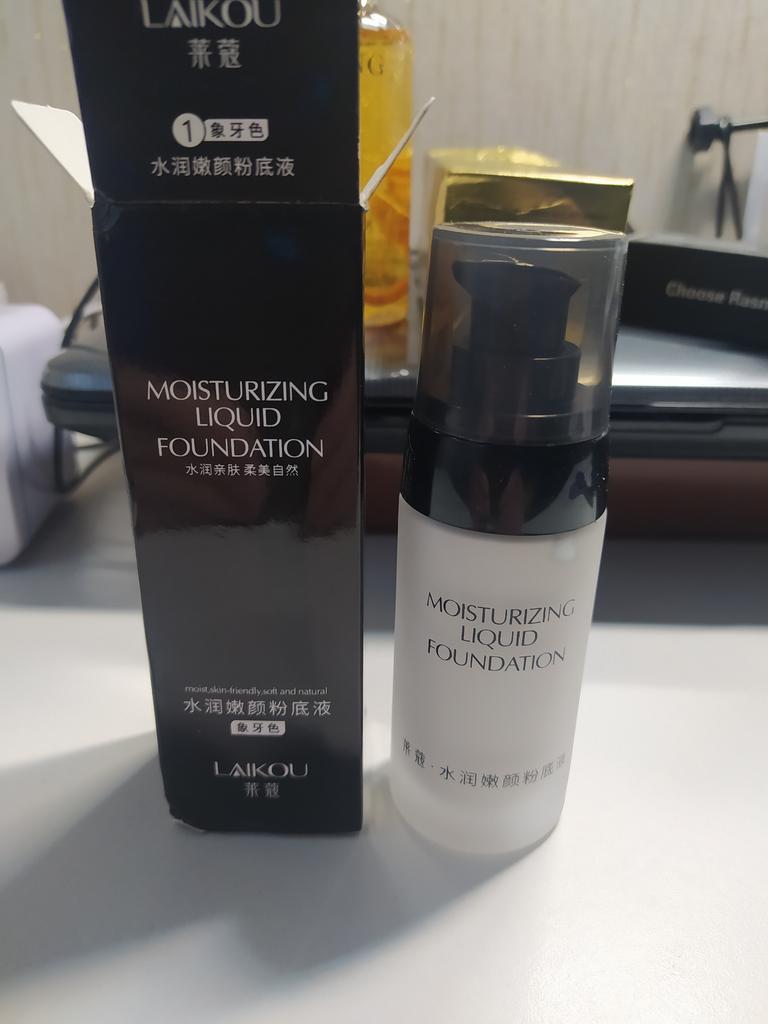 LAIKOU
莱蔻
1 象牙色
水润嫩颜粉底液
MOISTURIZING
LIQUID
FOUNDATION
水润亲肤 柔美自然
moist,skin-friendly,soft and natural
水润嫩颜粉底液
象牙色
LAIKOU
莱蔻
MOISTURIZING
LIQUID
FOUNDATION
莱蔻·水润嫩颜粉底液
NG
Choose